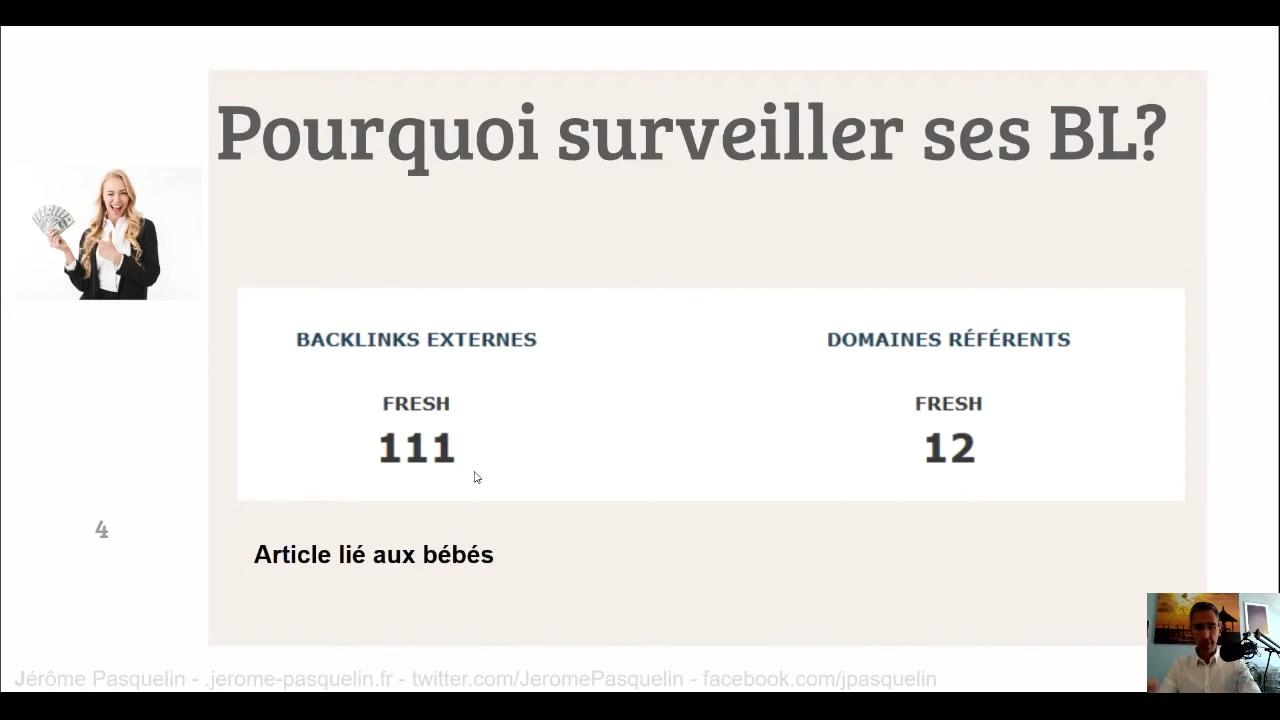 Pourquoi surveiller ses BL?
BACKLINKS EXTERNES
DOMAINES RÉFÉRENTS
FRESH
FRESH
111
12
4
Article lié aux bébés
Jérôme Pasquelin - .jerome-pasquelin.fr - twitter.com/JeromePasquelin - facebook.com/jpasquelin